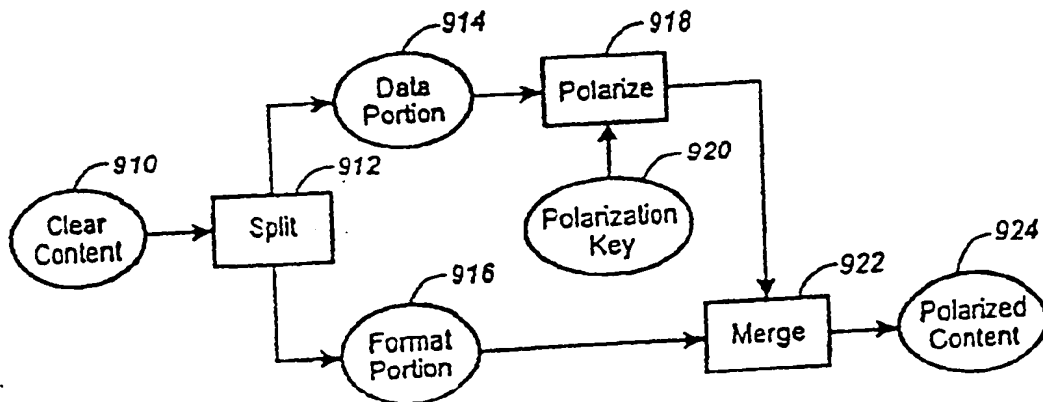 914
Data
Portion
918
Polarize
910
Clear
Content
912
Split
920
Polarization
Key
916
Format
Portion
922
Merge
924
Polarized
Content